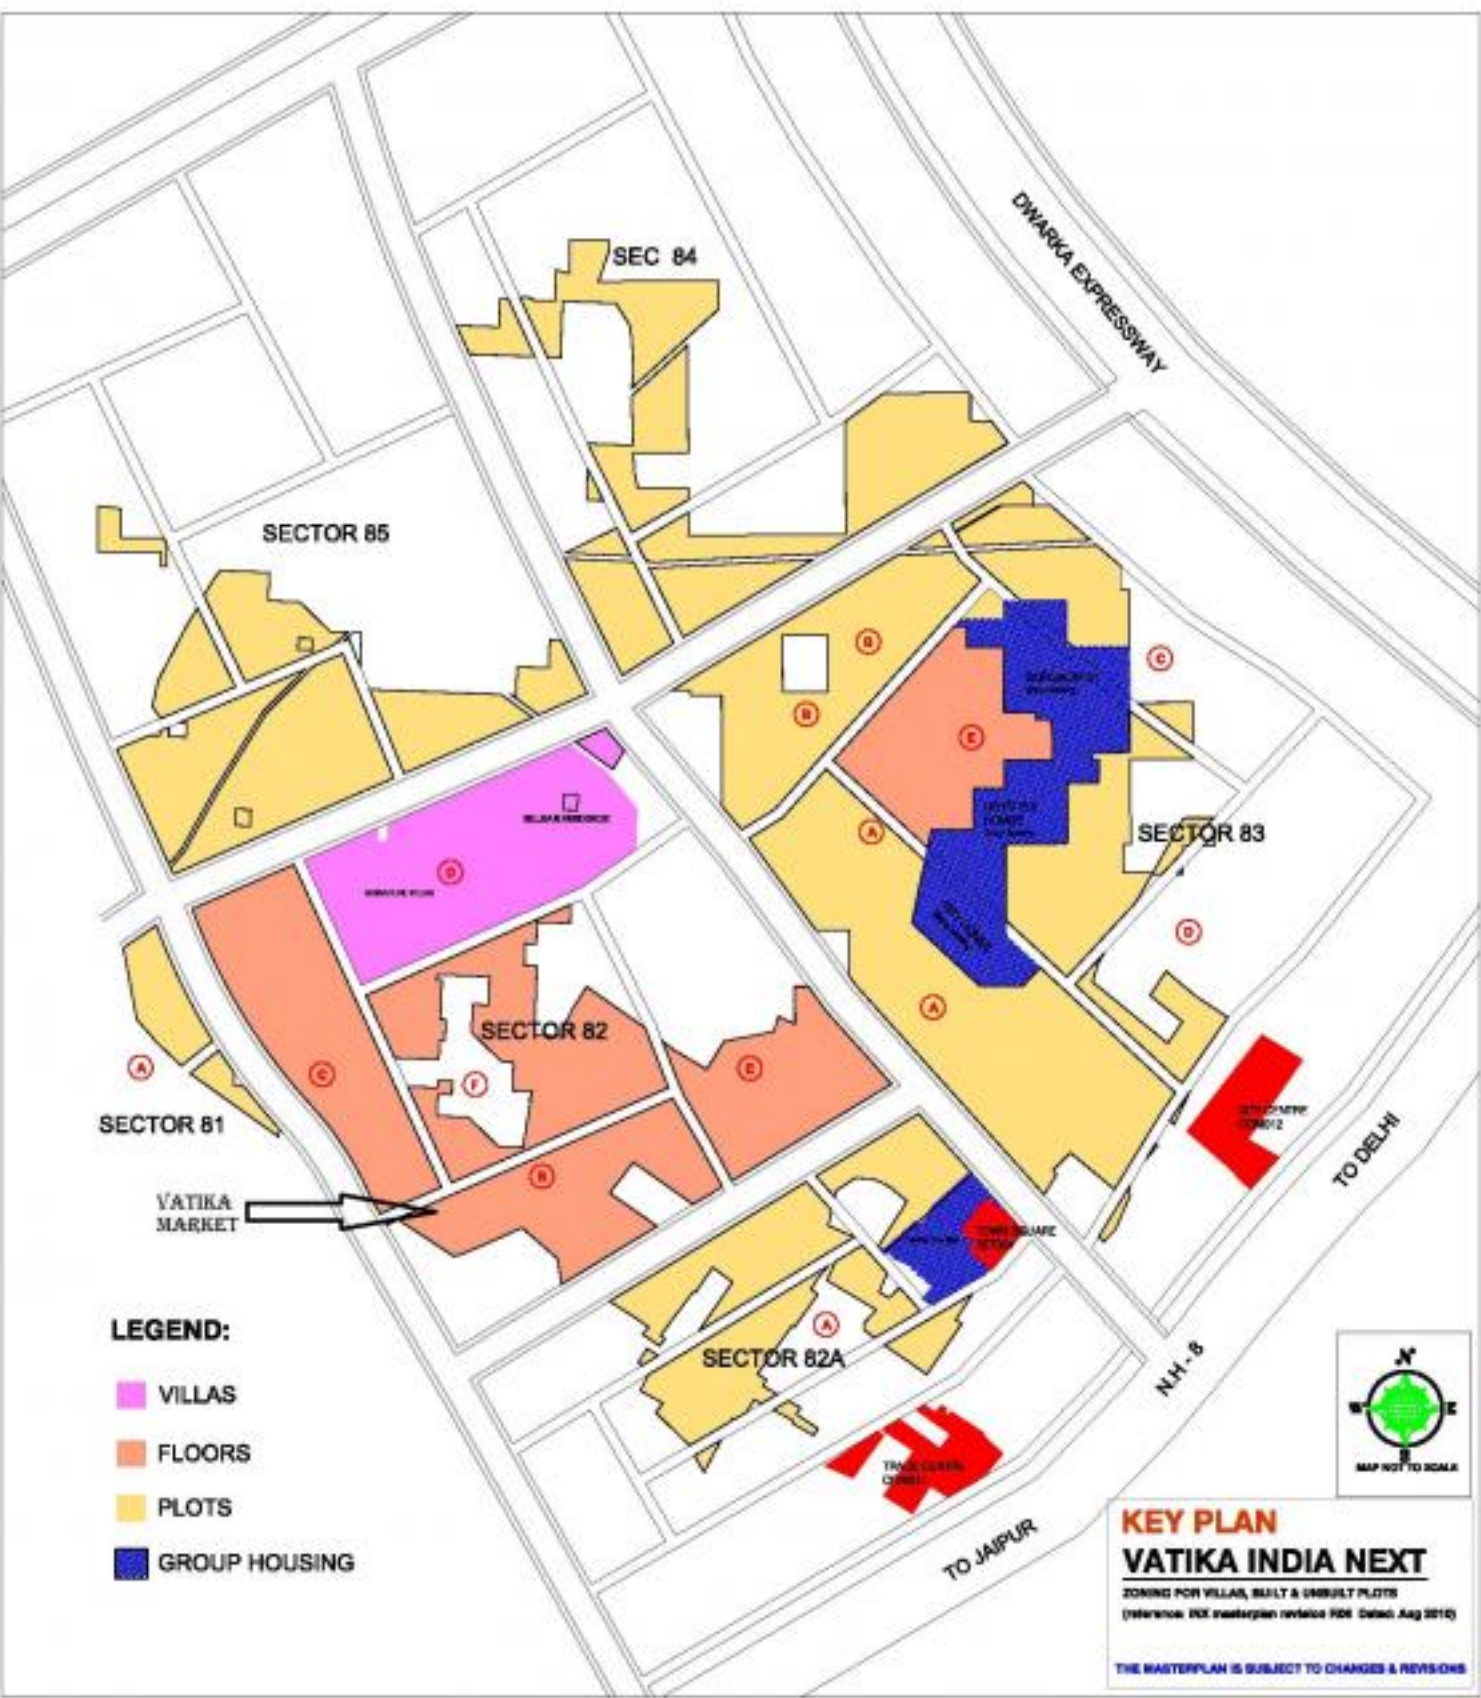 SEC 84
DWARKA EXPRESSWAY
SECTOR 85
B
C
B
E
A
SECTOR 83
D
D
A
SECTOR 82
A
C
F
E
SECTOR 81
TO DELHI
B
VATIKA
MARKET
A
SECTOR 82A
N.H - 8
TO JAIPUR
LEGEND:
VILLAS
FLOORS
PLOTS
GROUP HOUSING
N
W
E
S
MAP NOT TO SCALE
KEY PLAN
VATIKA INDIA NEXT
ZONING FOR VILLAS, BUILT & UNBUILT PLOTS
THE MASTERPLAN IS SUBJECT TO CHANGES & REVISIONS